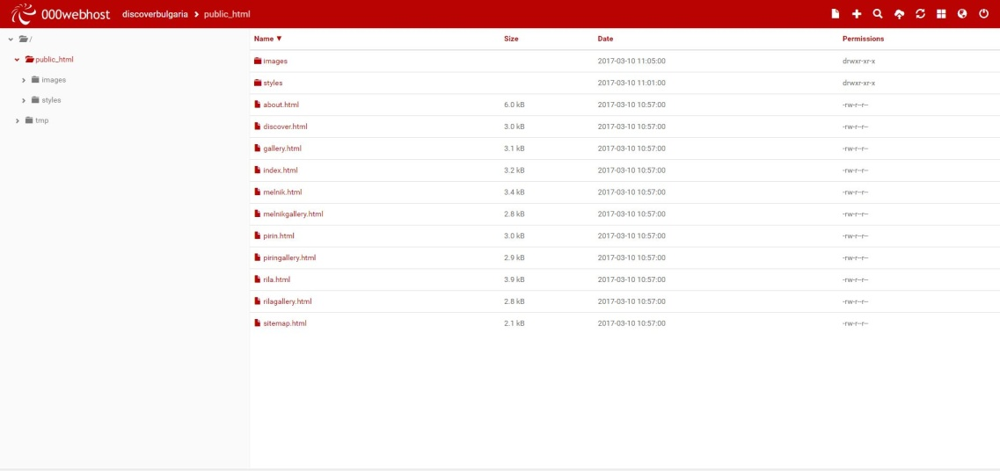 000webhost discoverbulgaria > public_html
/
public_html
images
styles
tmp
Name ▼ Size Date Permissions
images 2017-03-10 11:05:00 drwxr-xr-x
styles 2017-03-10 11:01:00 drwxr-xr-x
about.html 6.0 kB 2017-03-10 10:57:00 -rw-r--r--
discover.html 3.0 kB 2017-03-10 10:57:00 -rw-r--r--
gallery.html 3.1 kB 2017-03-10 10:57:00 -rw-r--r--
index.html 3.2 kB 2017-03-10 10:57:00 -rw-r--r--
melnik.html 3.4 kB 2017-03-10 10:57:00 -rw-r--r--
melnikgallery.html 2.8 kB 2017-03-10 10:57:00 -rw-r--r--
pirin.html 3.0 kB 2017-03-10 10:57:00 -rw-r--r--
piringallery.html 2.9 kB 2017-03-10 10:57:00 -rw-r--r--
rila.html 3.9 kB 2017-03-10 10:57:00 -rw-r--r--
rilagallery.html 2.8 kB 2017-03-10 10:57:00 -rw-r--r--
sitemap.html 2.1 kB 2017-03-10 10:57:00 -rw-r--r--